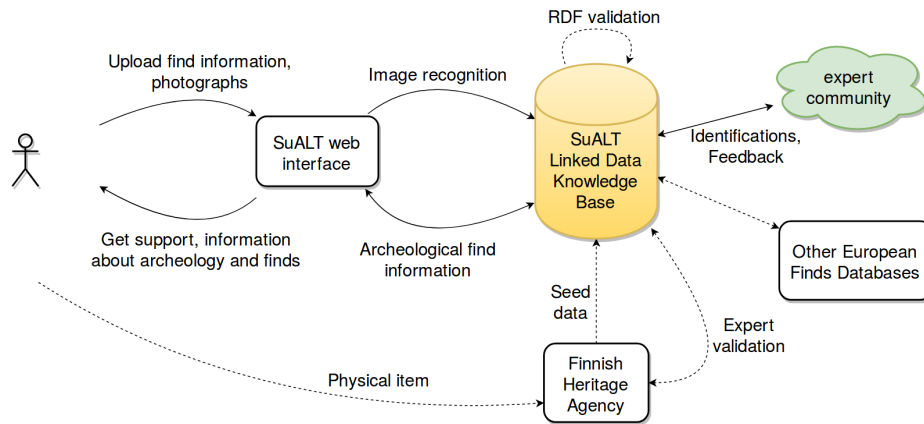 RDF validation
Upload find information,
photographs
Image recognition
expert
community
SuALT web
interface
SuALT
Linked Data
Knowledge
Base
Identifications,
Feedback
Get support, information
about archeology and finds
Archeological find
information
Other European
Finds Databases
Seed
data
Expert
validation
Physical item
Finnish
Heritage
Agency